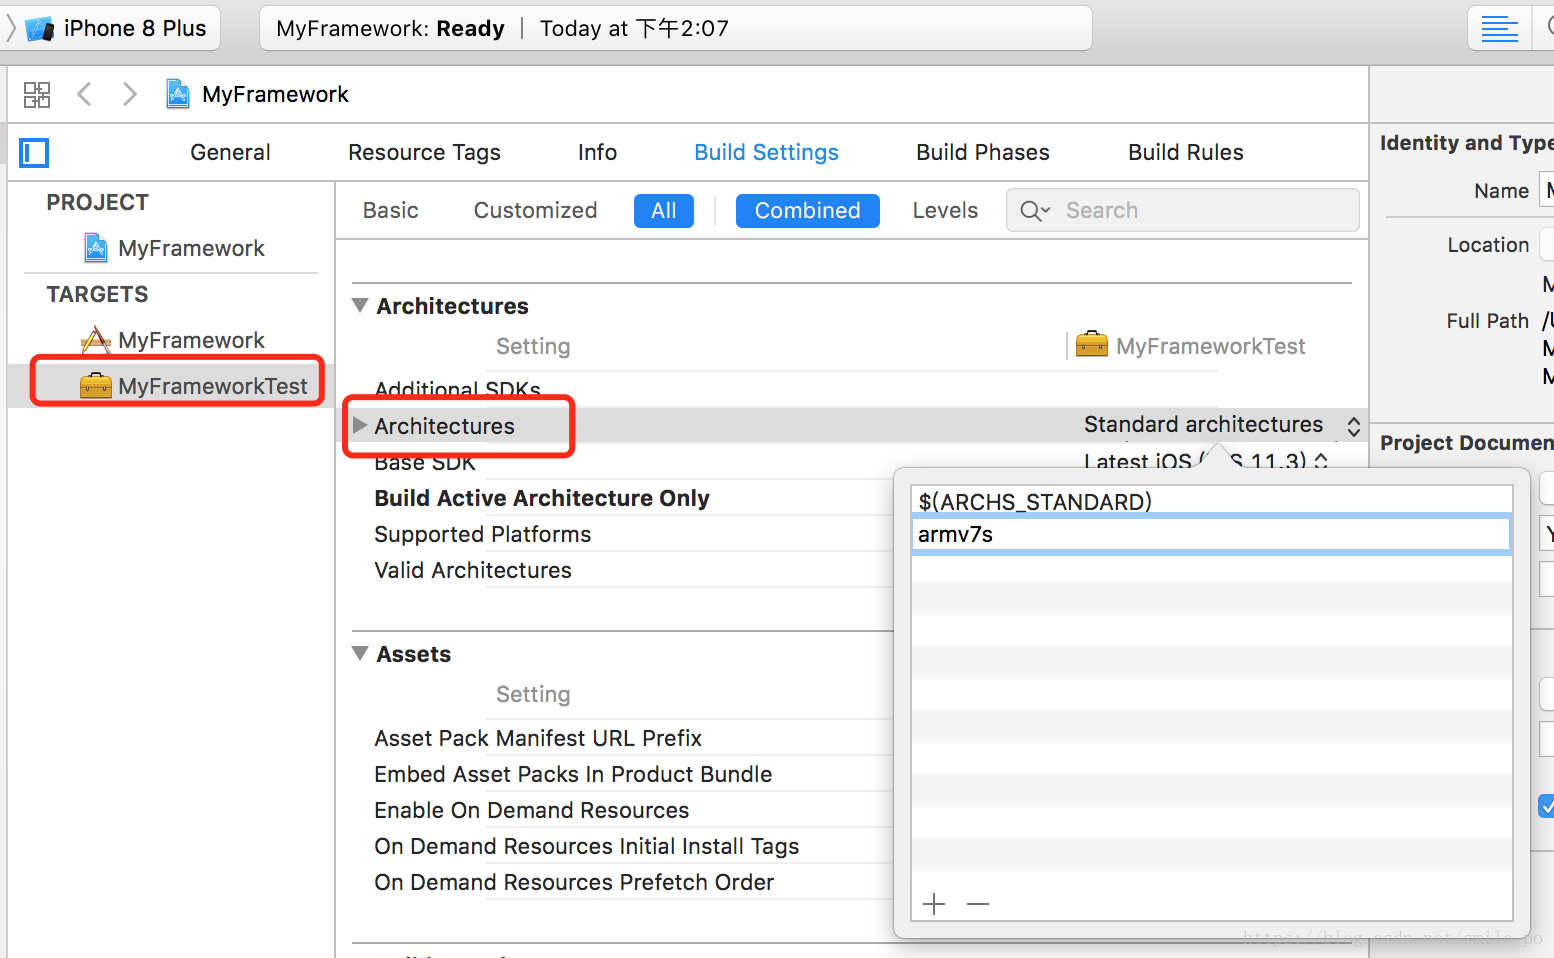 iPhone 8 Plus
MyFramework: Ready | Today at 下午2:07
MyFramework
General Resource Tags Info Build Settings Build Phases Build Rules
PROJECT
MyFramework
TARGETS
MyFramework
MyFrameworkTest
Basic Customized All Combined Levels Search
Architectures
Setting MyFrameworkTest
Additional SDKs
Architectures Standard architectures
Base SDK Latest iOS ( S 11.3)
Build Active Architecture Only
Supported Platforms
Valid Architectures
$(ARCHS_STANDARD)
armv7s
Assets
Setting
Asset Pack Manifest URL Prefix
Embed Asset Packs In Product Bundle
Enable On Demand Resources
On Demand Resources Initial Install Tags
On Demand Resources Prefetch Order
Identity and Type
Name M
Location
M
Full Path /U
M
M
Project Documen
Y
https://blog.csdn.net/smile_po